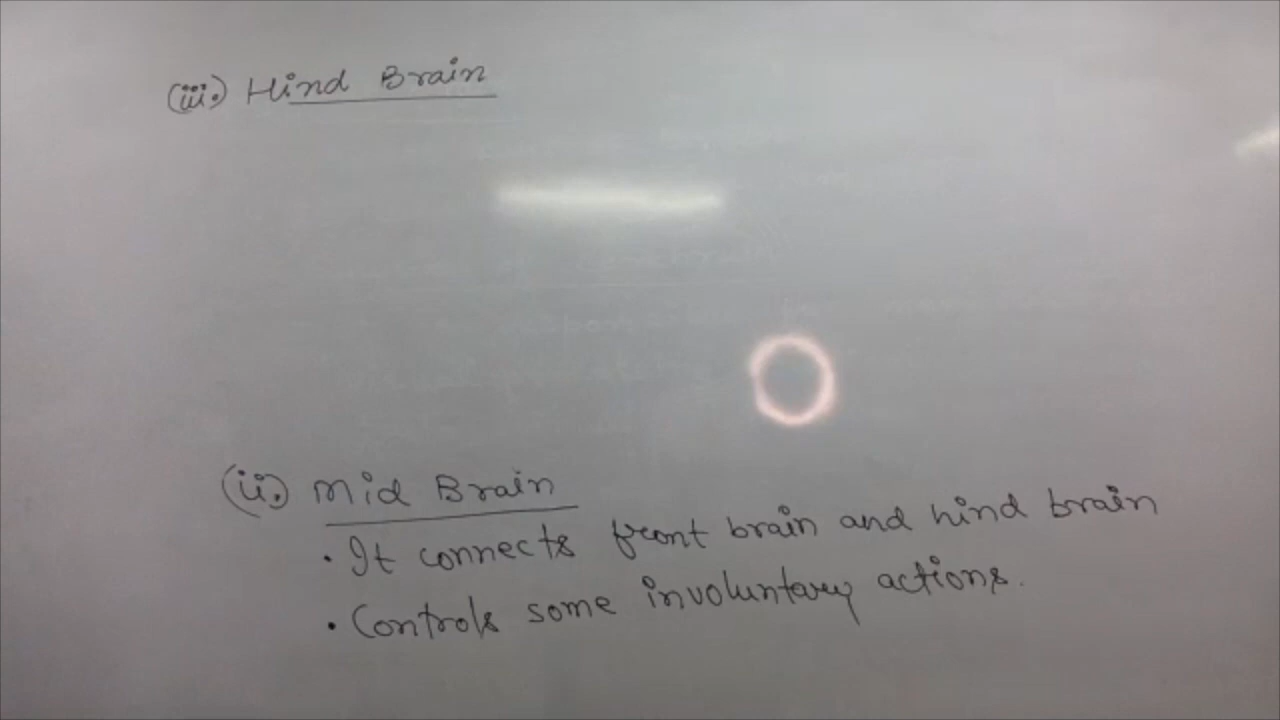 (iii.) Hind Brain
(ii.) Mid Brain
• It connects front brain and hind brain
• Controls some involuntary actions.